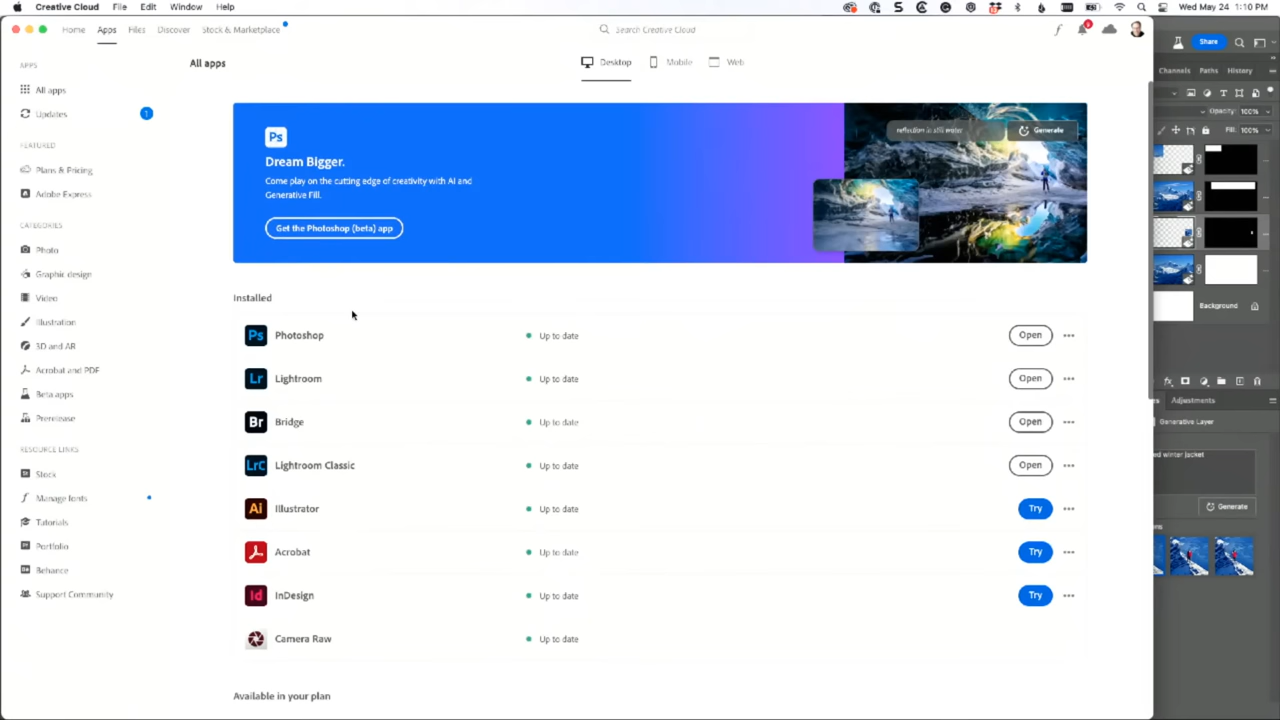 Creative Cloud File Edit Window Help
Wed May 24 1:10 PM
Home Apps Files Discover Stock & Marketplace
Search Creative Cloud
APPS
All apps
Updates
1
FEATURED
Plans & Pricing
Adobe Express
CATEGORIES
Photo
Graphic design
Video
Illustration
3D and AR
Acrobat and PDF
Beta apps
Prerelease
RESOURCE LINKS
Stock
Manage fonts
Tutorials
Portfolio
Behance
Support Community
All apps
Desktop Mobile Web
Ps
Dream Bigger.
Come play on the cutting edge of creativity with AI and
Generative Fill.
Get the Photoshop (beta) app
reflection in still water
Generate
Installed
Ps Photoshop Up to date Open
Lr Lightroom Up to date Open
Br Bridge Up to date Open
LrC Lightroom Classic Up to date Open
Ai Illustrator Up to date Try
Acrobat Up to date Try
Id InDesign Up to date Try
Camera Raw Up to date
Available in your plan
Share
Channels Paths History
Opacity: 100%
Fill: 100%
Background
Adjustments
Generative Layer
winter jacket
Generate